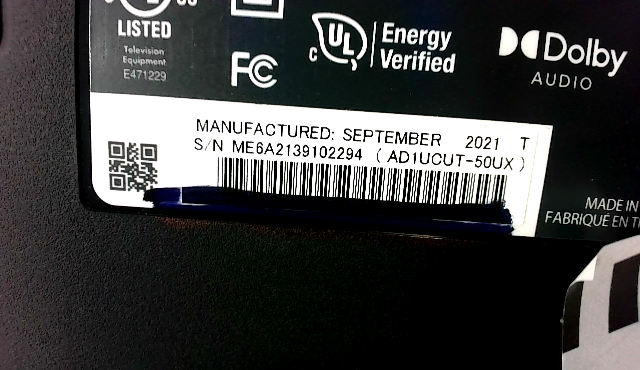 LISTED
Television
Equipment
E471229
FC
c UL Energy
Verified
Dolby
AUDIO
MANUFACTURED: SEPTEMBER 2021 T
S/N ME6A2139102294 ( AD1UCUT-50UX )
MADE IN
FABRIQUÉ EN T